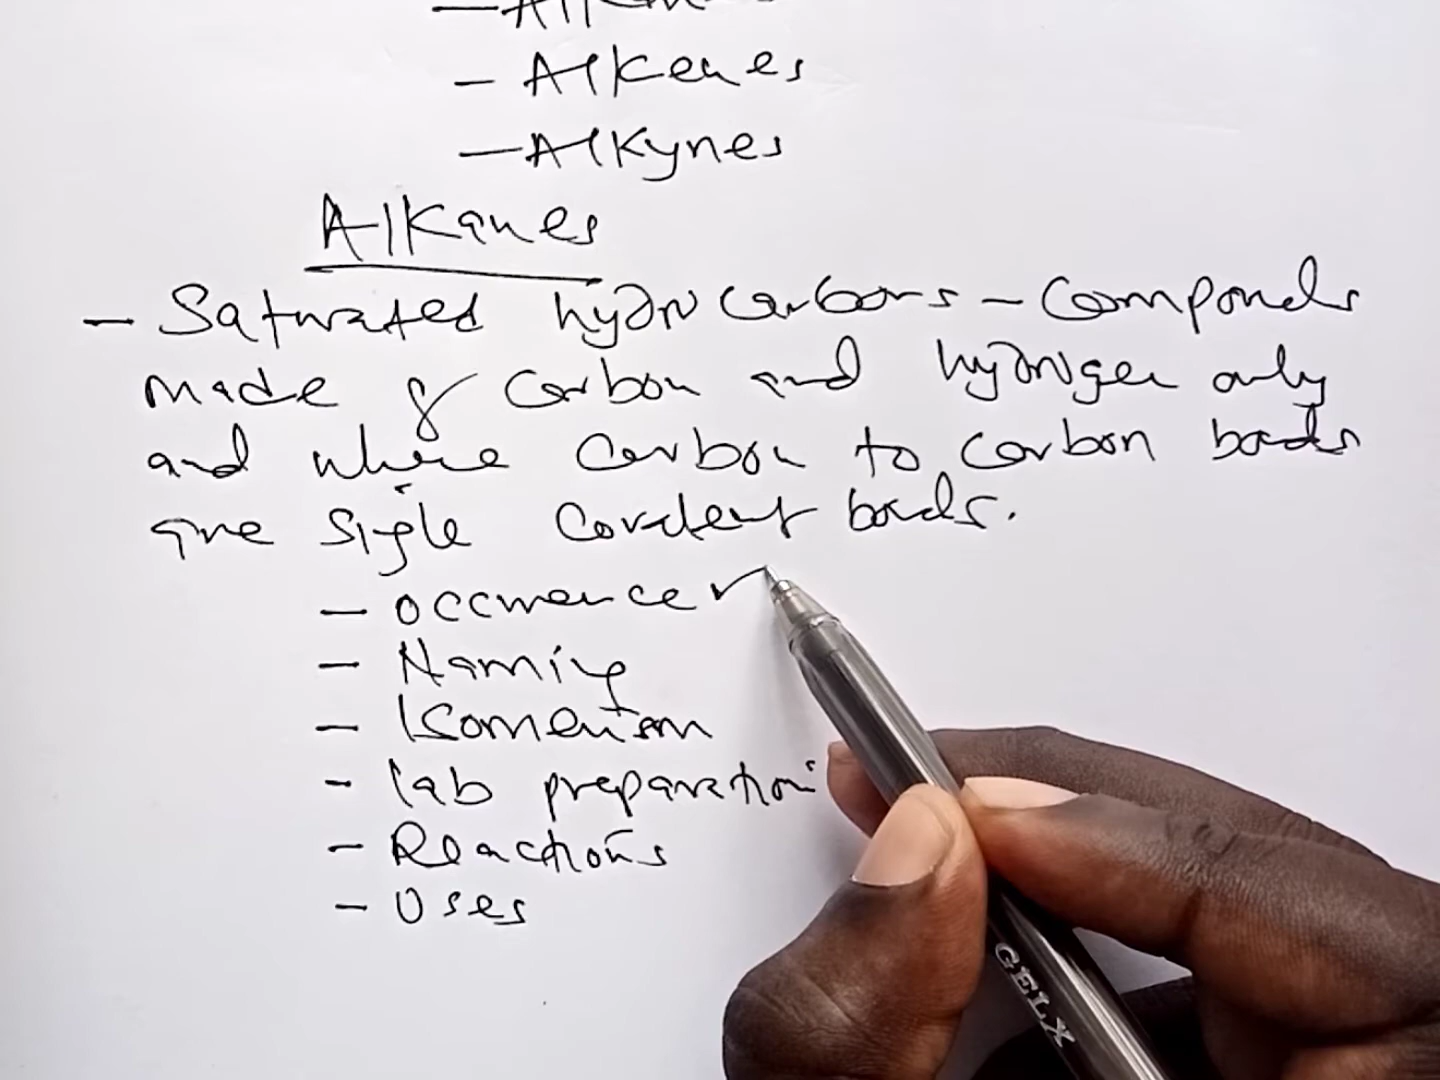 - Alkanes
- Alkenes
- Alkynes
Alkanes
- Saturated hydrocarbons - Compounds
made of carbon and hydrogen only
and where carbon to carbon bonds
are single covalent bonds.
- Occurrence ✓
- Naming
- Isomerism
- lab preparation
- Reactions
- Uses
GELX